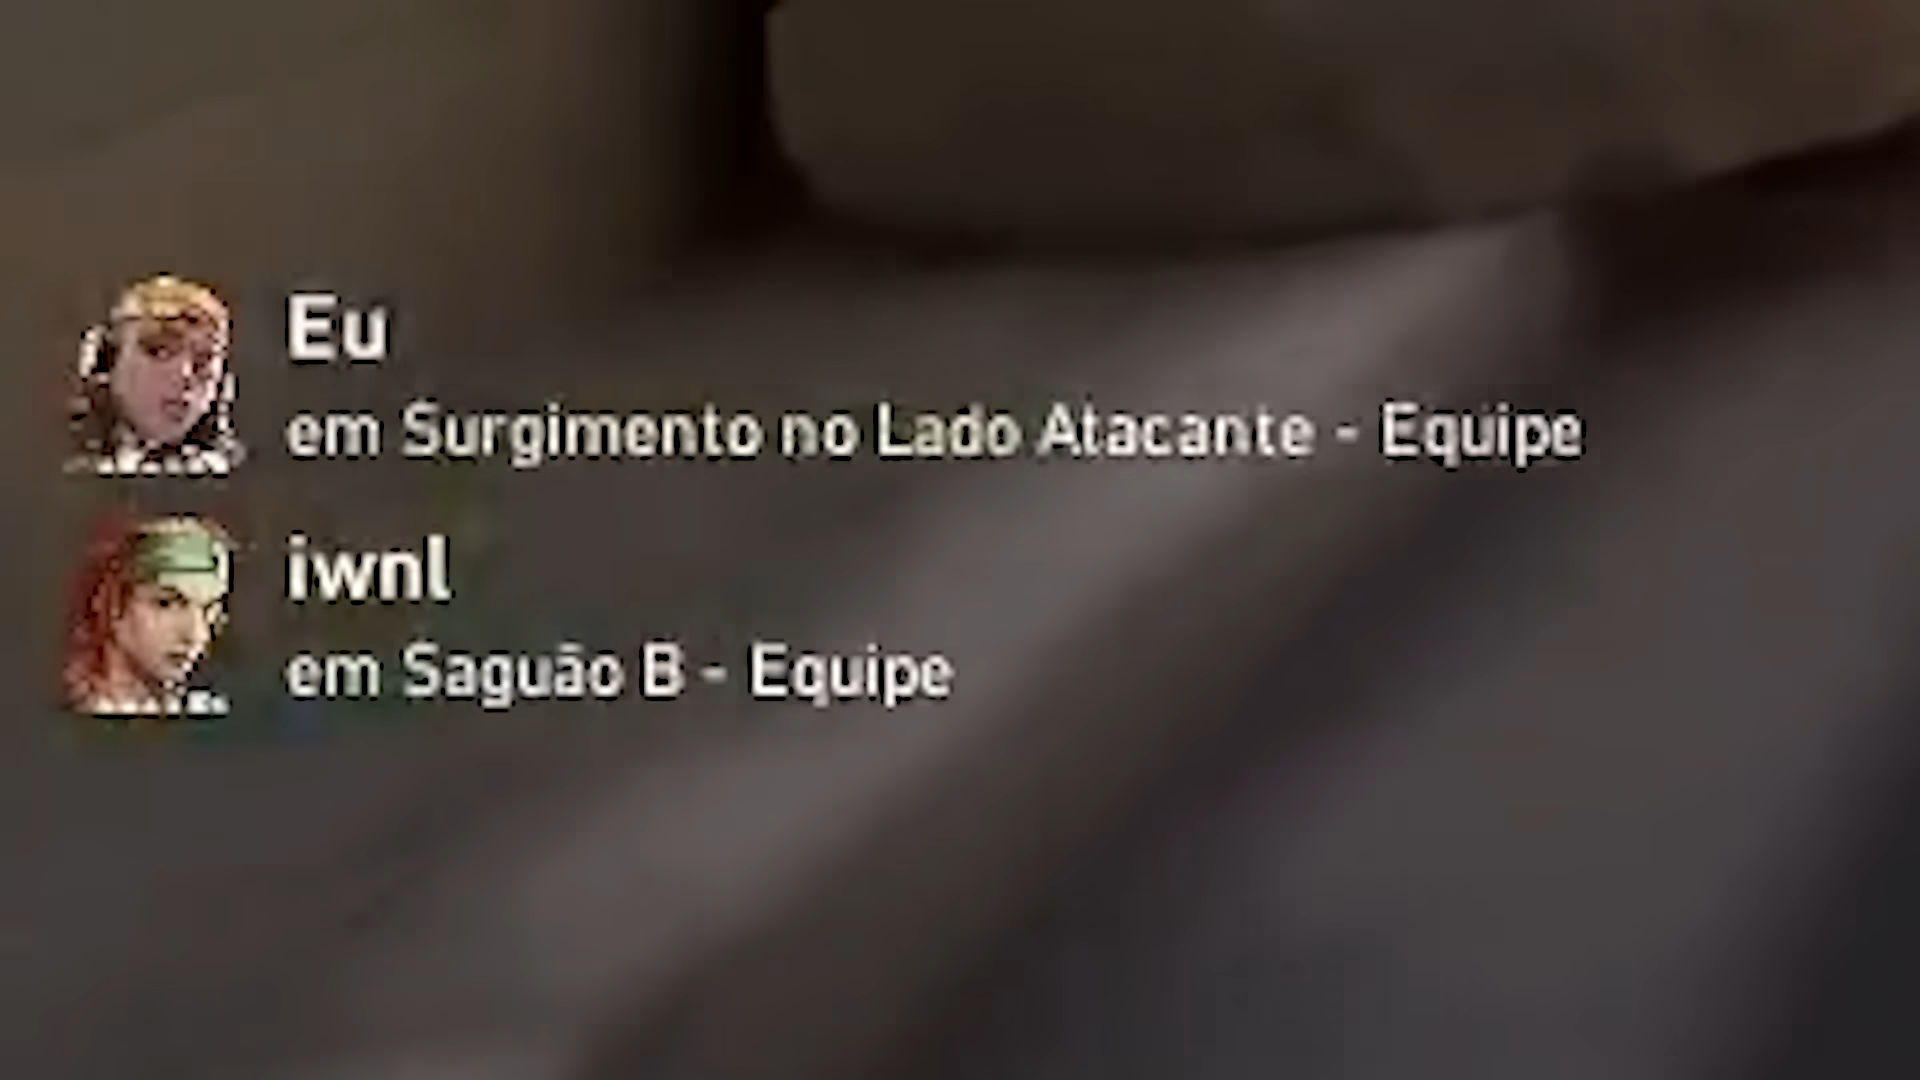 Eu
em Surgimento no Lado Atacante - Equipe
iwnl
em Saguão B - Equipe